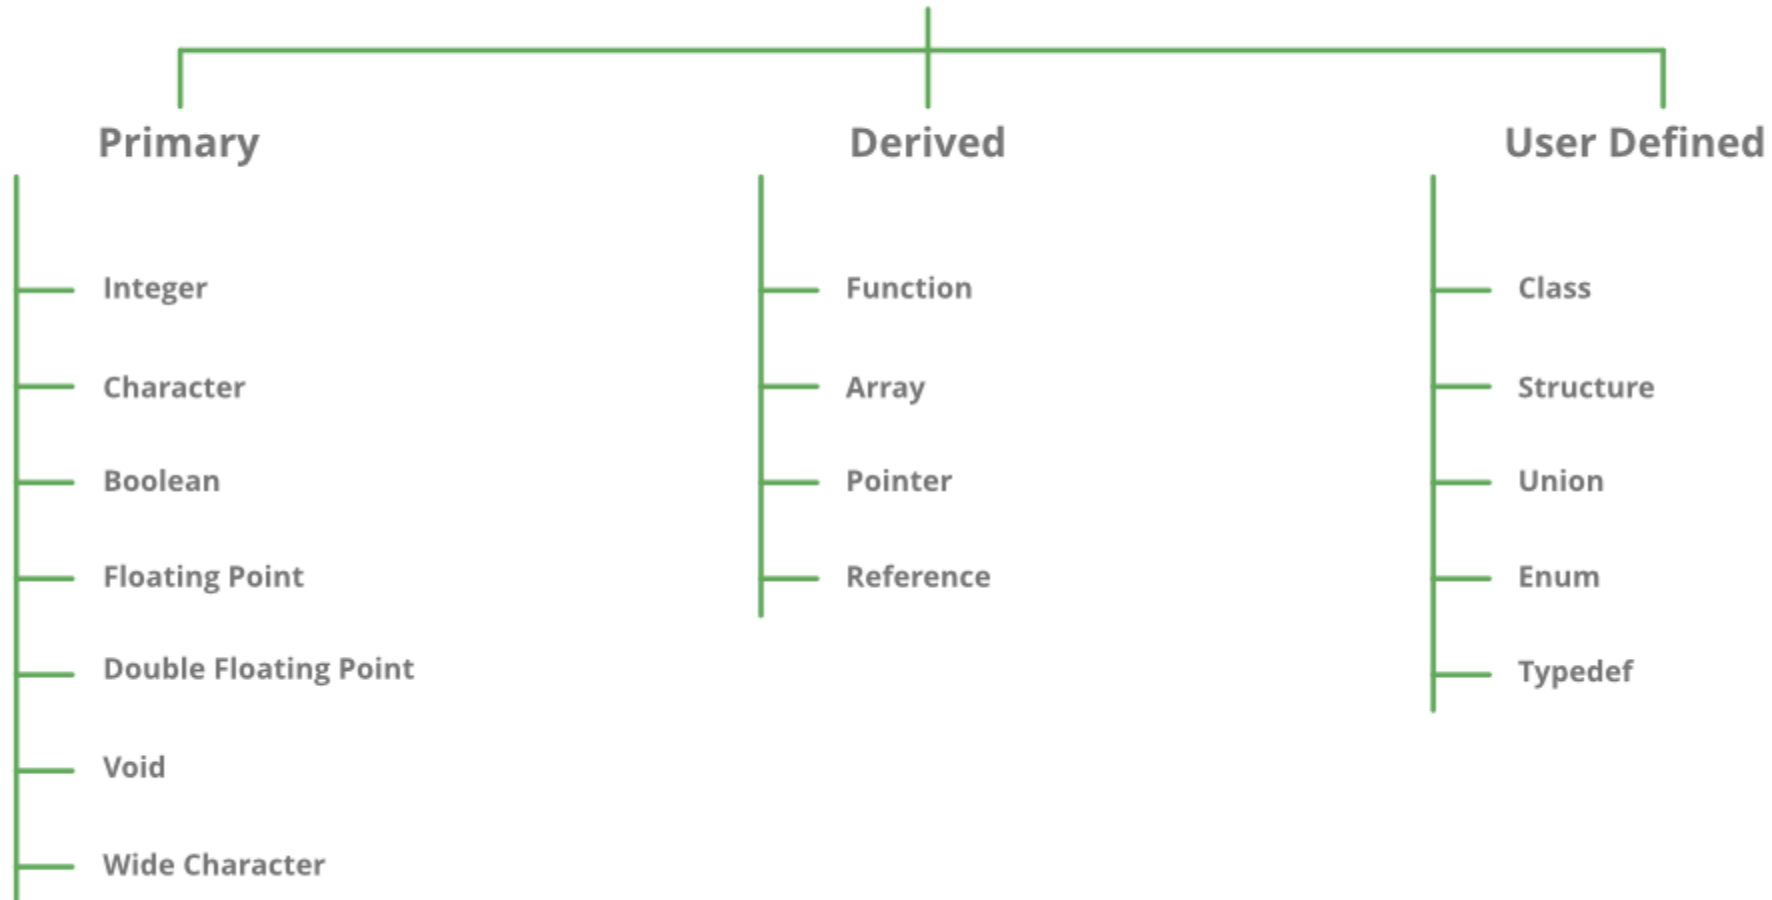 Primary
Integer
Character
Boolean
Floating Point
Double Floating Point
Void
Wide Character
Derived
Function
Array
Pointer
Reference
User Defined
Class
Structure
Union
Enum
Typedef